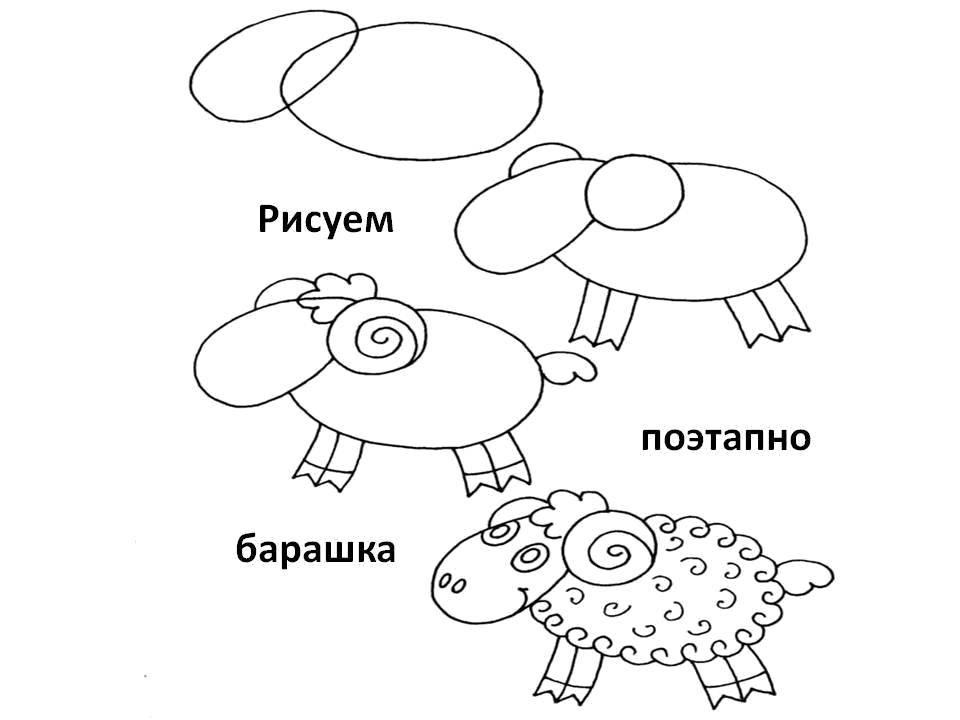 Рисуем
поэтапно
барашка